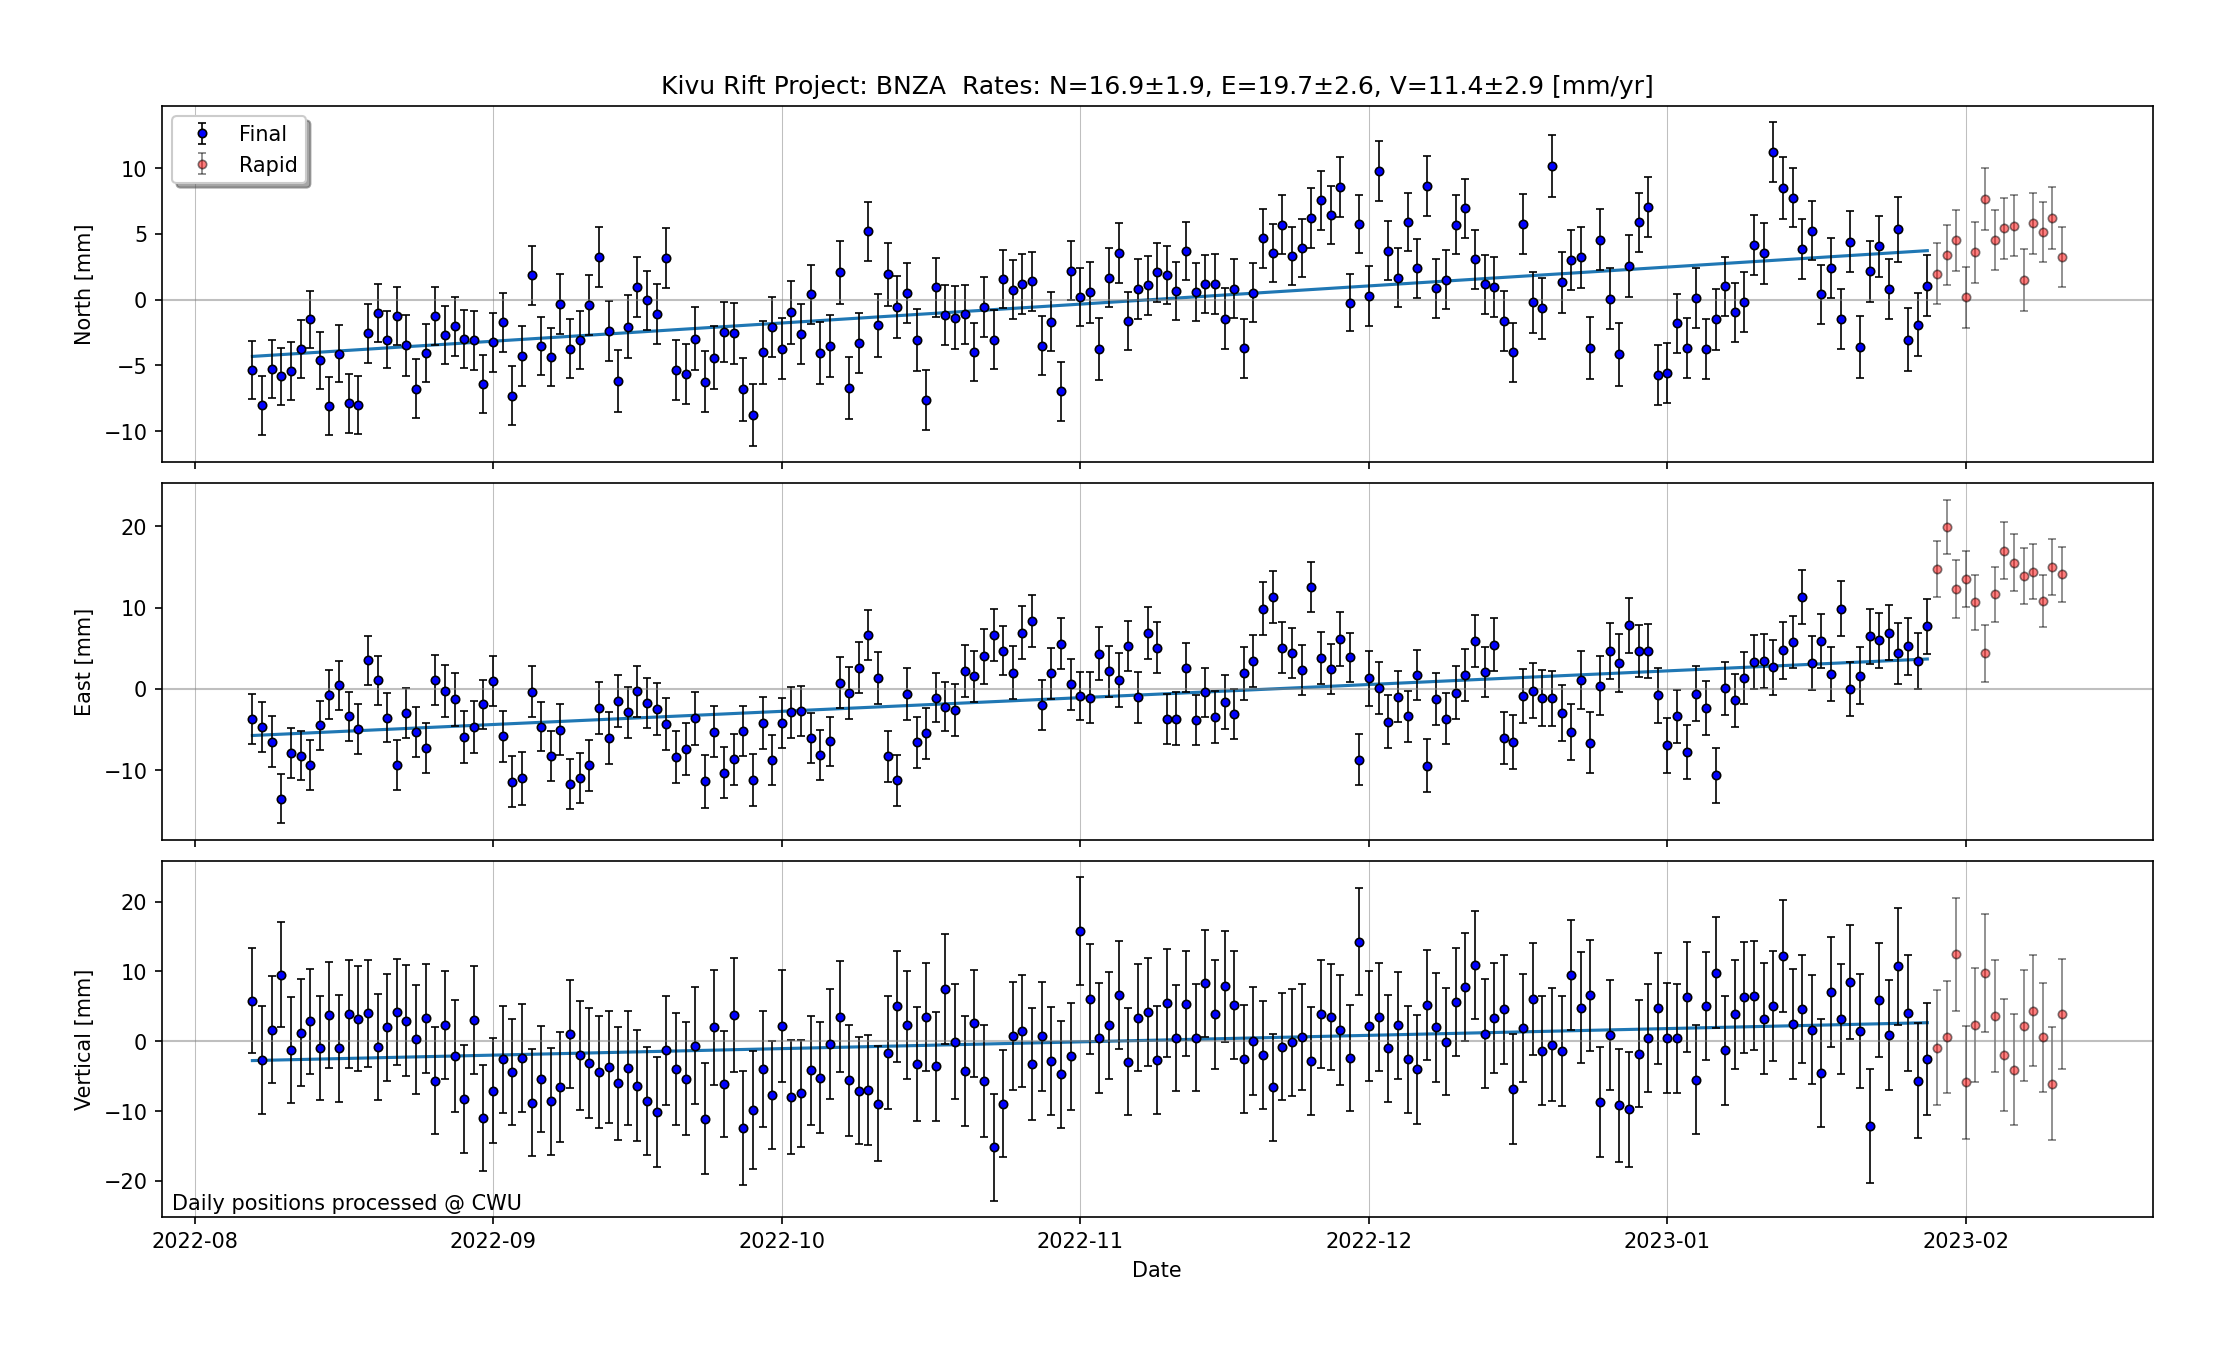 Kivu Rift Project: BNZA  Rates: N=16.9±1.9, E=19.7±2.6, V=11.4±2.9 [mm/yr]
Final
Rapid
North [mm]
10
5
0
−5
−10
East [mm]
20
10
0
−10
Vertical [mm]
20
10
0
−10
−20
Daily positions processed @ CWU
2022-08 2022-09 2022-10 2022-11 2022-12 2023-01 2023-02
Date